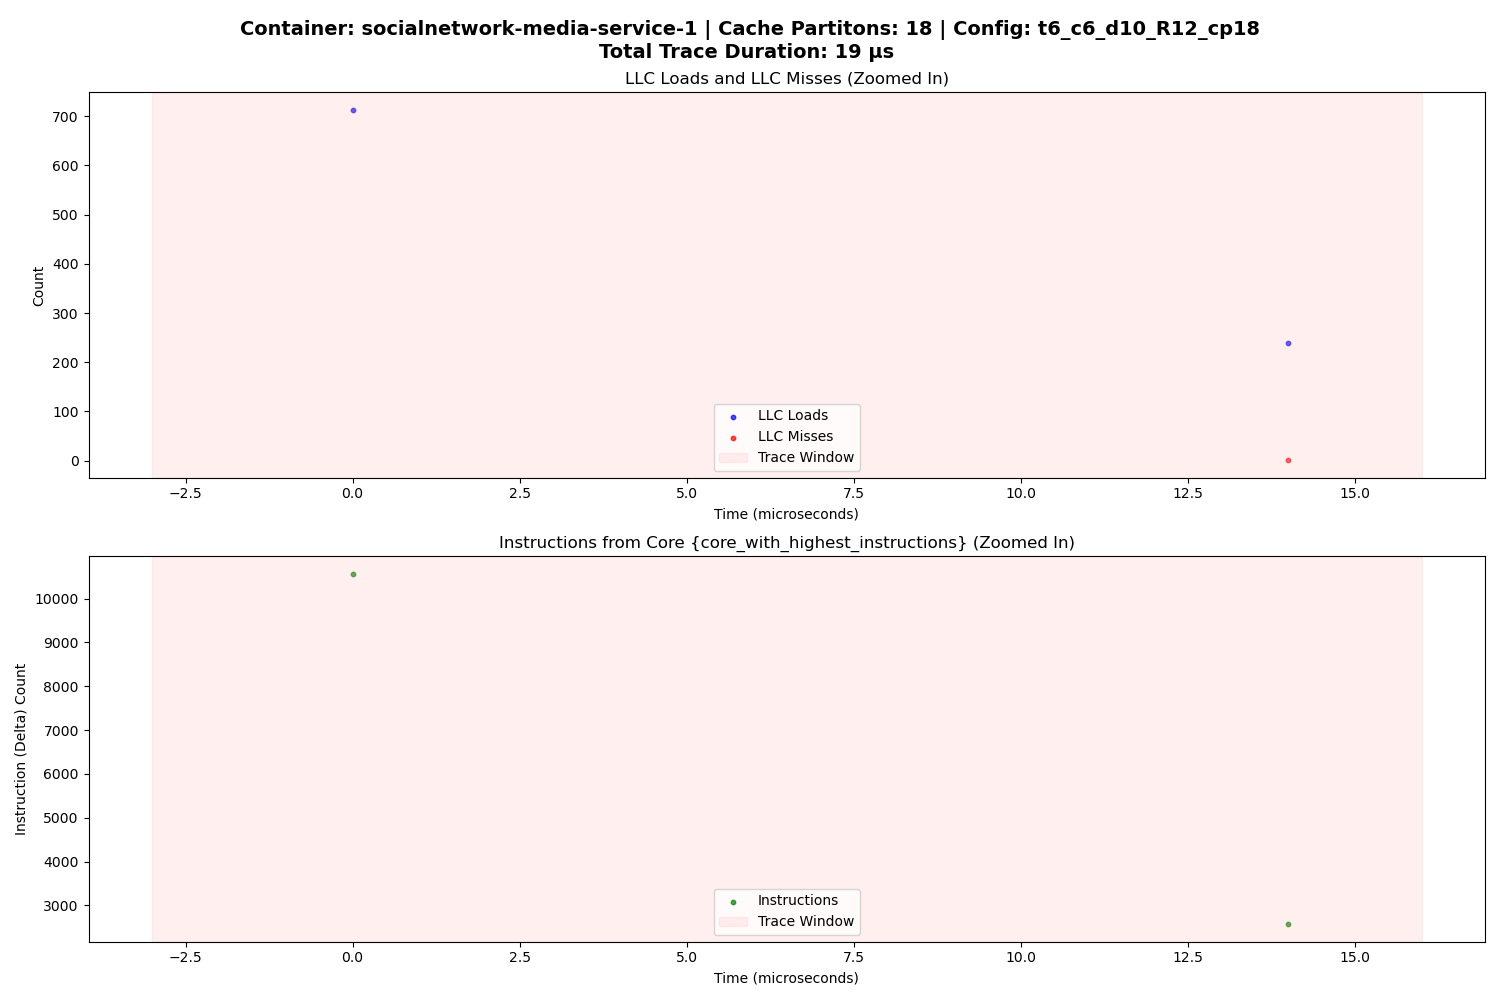 Container: socialnetwork-media-service-1 | Cache Partitons: 18 | Config: t6_c6_d10_R12_cp18
Total Trace Duration: 19 µs
LLC Loads and LLC Misses (Zoomed In)
700
600
500
400
300
200
100
0
Count
LLC Loads
LLC Misses
Trace Window
−2.5
0.0
2.5
5.0
7.5
10.0
12.5
15.0
Time (microseconds)
Instructions from Core {core_with_highest_instructions} (Zoomed In)
10000
9000
8000
7000
6000
5000
4000
3000
Instruction (Delta) Count
Instructions
Trace Window
−2.5
0.0
2.5
5.0
7.5
10.0
12.5
15.0
Time (microseconds)